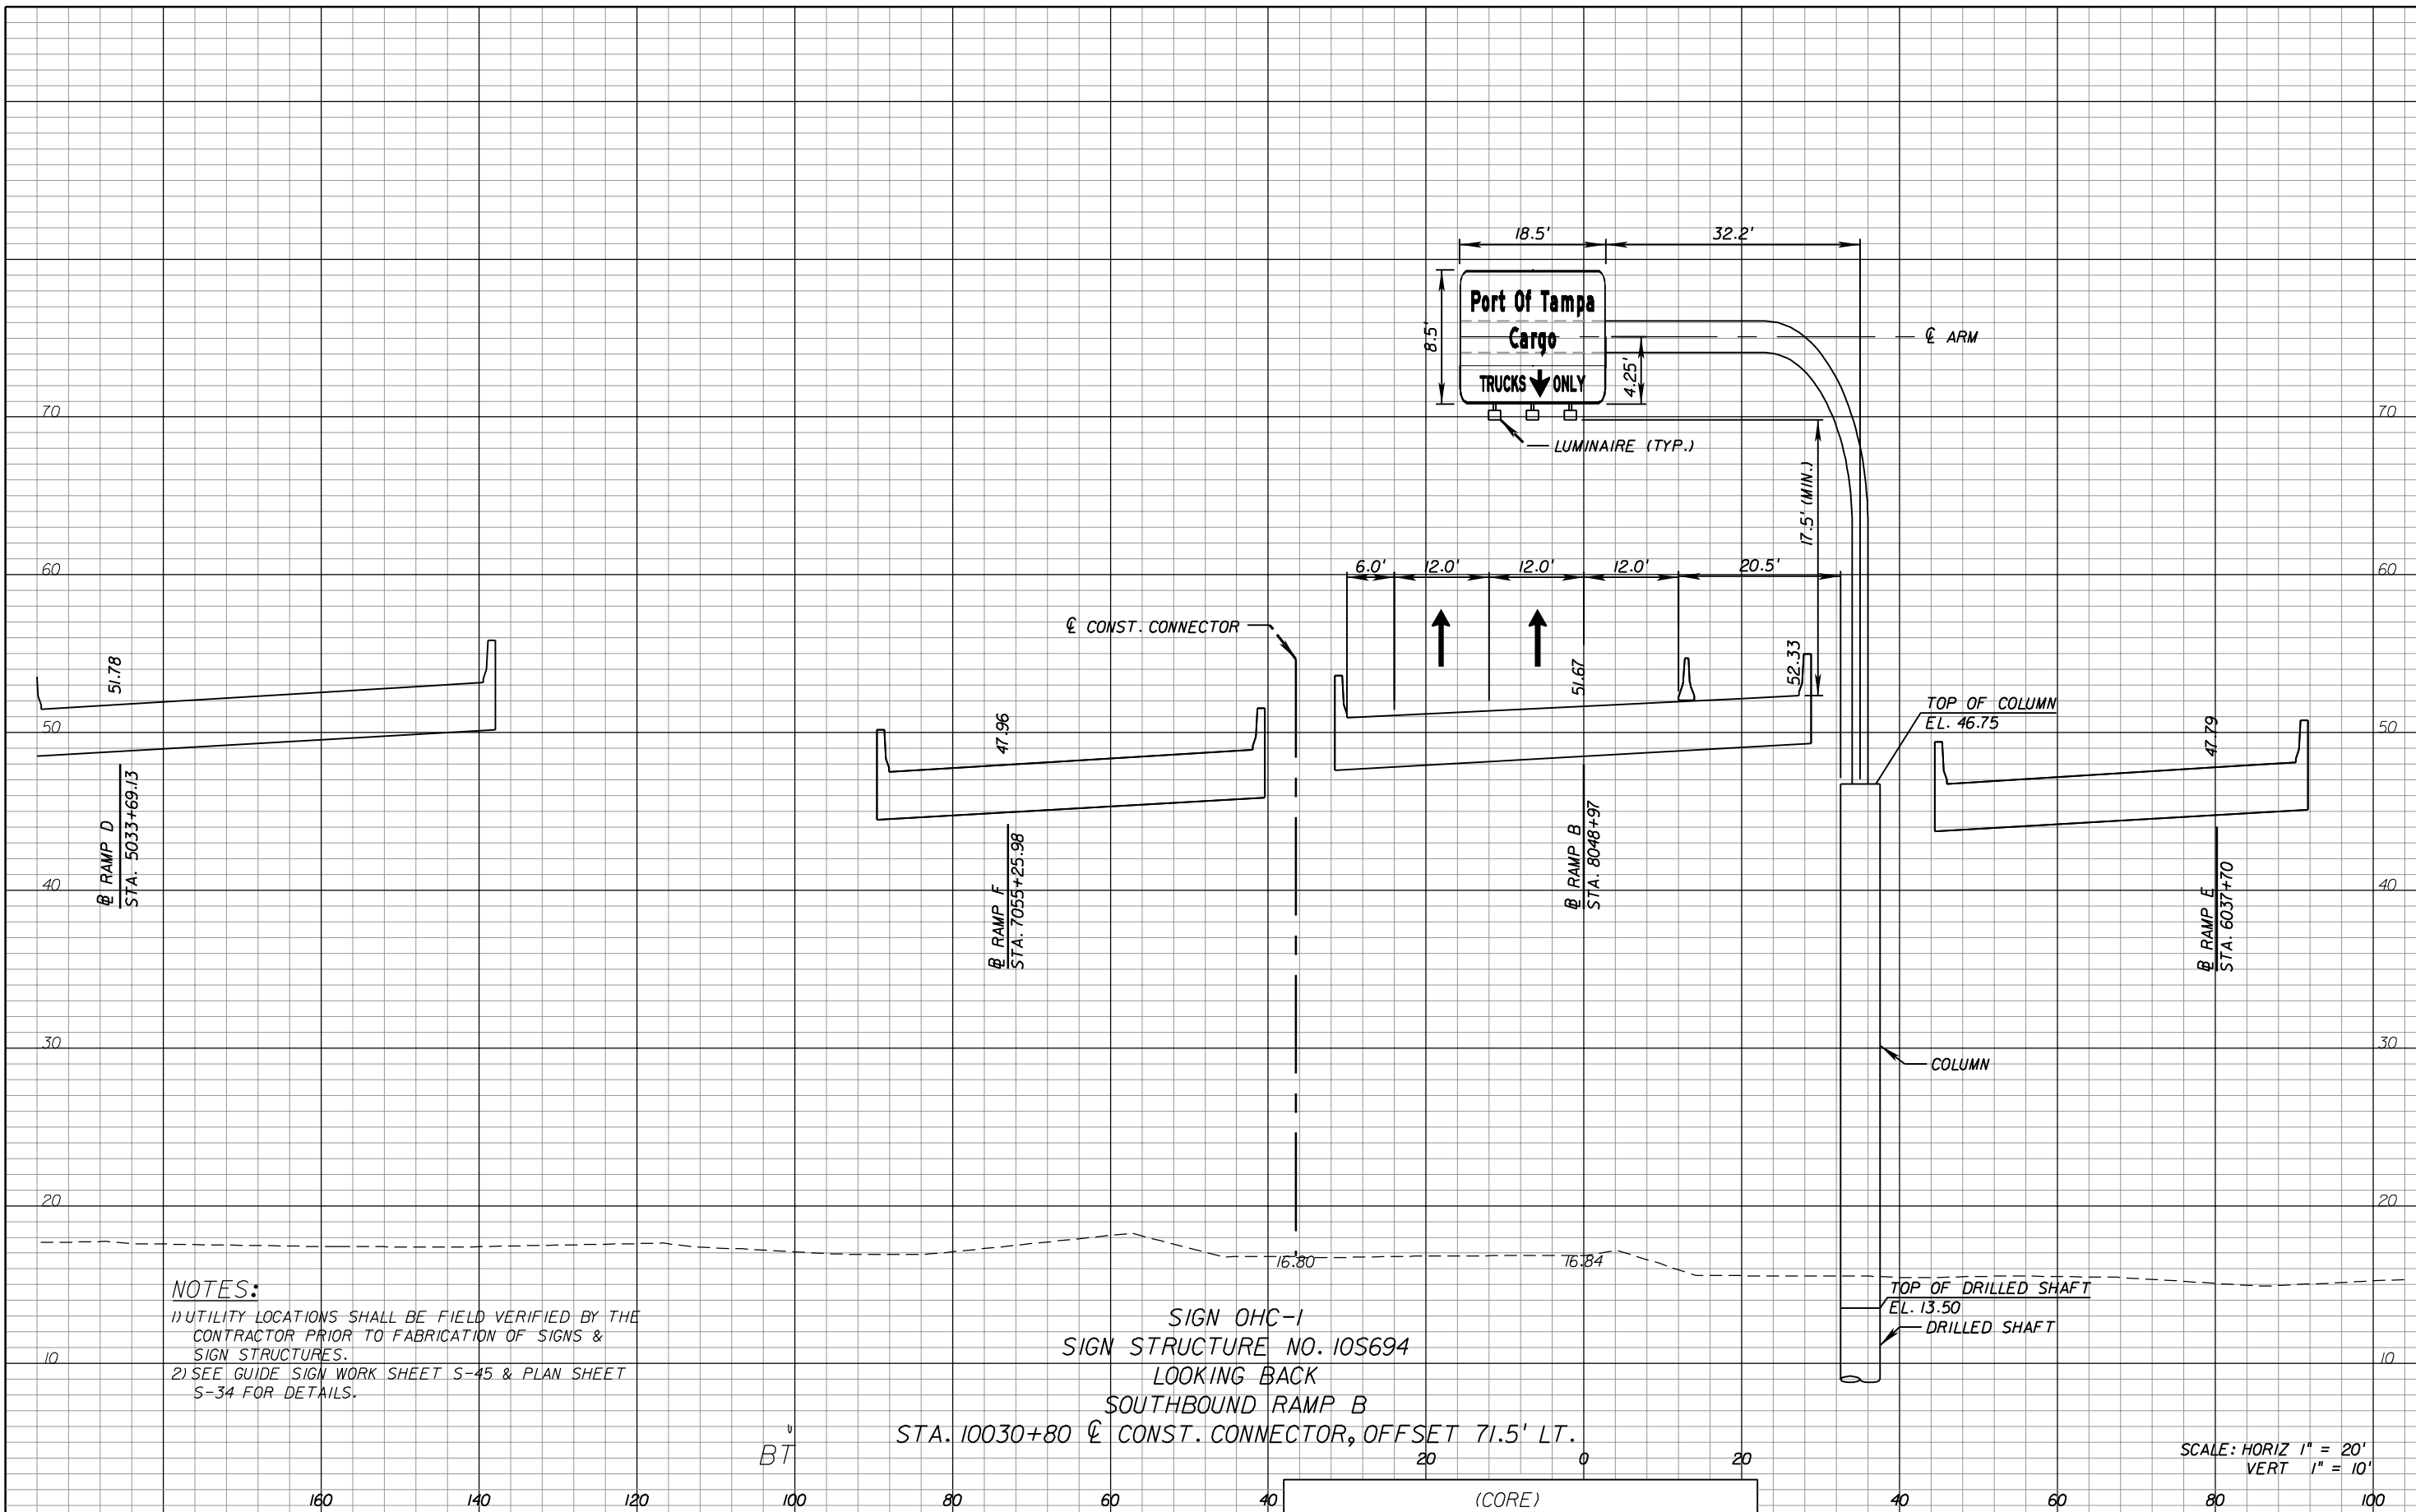 18.5'
32.2'
Port Of Tampa
Cargo
TRUCKS ONLY
8.5'
4.25'
℄ ARM
LUMINAIRE (TYP.)
17.5' (MIN.)
70
70
60
60
6.0'
12.0'
12.0'
12.0'
20.5'
℄ CONST. CONNECTOR
51.78
47.96
51.67
52.33
47.79
TOP OF COLUMN
EL. 46.75
50
50
RAMP D
STA. 5033+69.13
RAMP F
STA. 7055+25.98
RAMP B
STA. 8048+97
RAMP E
STA. 6037+70
40
40
30
30
COLUMN
20
20
16.80
16.84
TOP OF DRILLED SHAFT
EL. 13.50
DRILLED SHAFT
10
10
NOTES:
1) UTILITY LOCATIONS SHALL BE FIELD VERIFIED BY THE
CONTRACTOR PRIOR TO FABRICATION OF SIGNS &
SIGN STRUCTURES.
2) SEE GUIDE SIGN WORK SHEET S-45 & PLAN SHEET
S-34 FOR DETAILS.
SIGN OHC-1
SIGN STRUCTURE NO. 10S694
LOOKING BACK
SOUTHBOUND RAMP B
STA. 10030+80 ℄ CONST. CONNECTOR, OFFSET 71.5' LT.
BT
20
0
20
SCALE: HORIZ 1" = 20'
VERT 1" = 10'
160
140
120
100
80
60
40
(CORE)
40
60
80
100